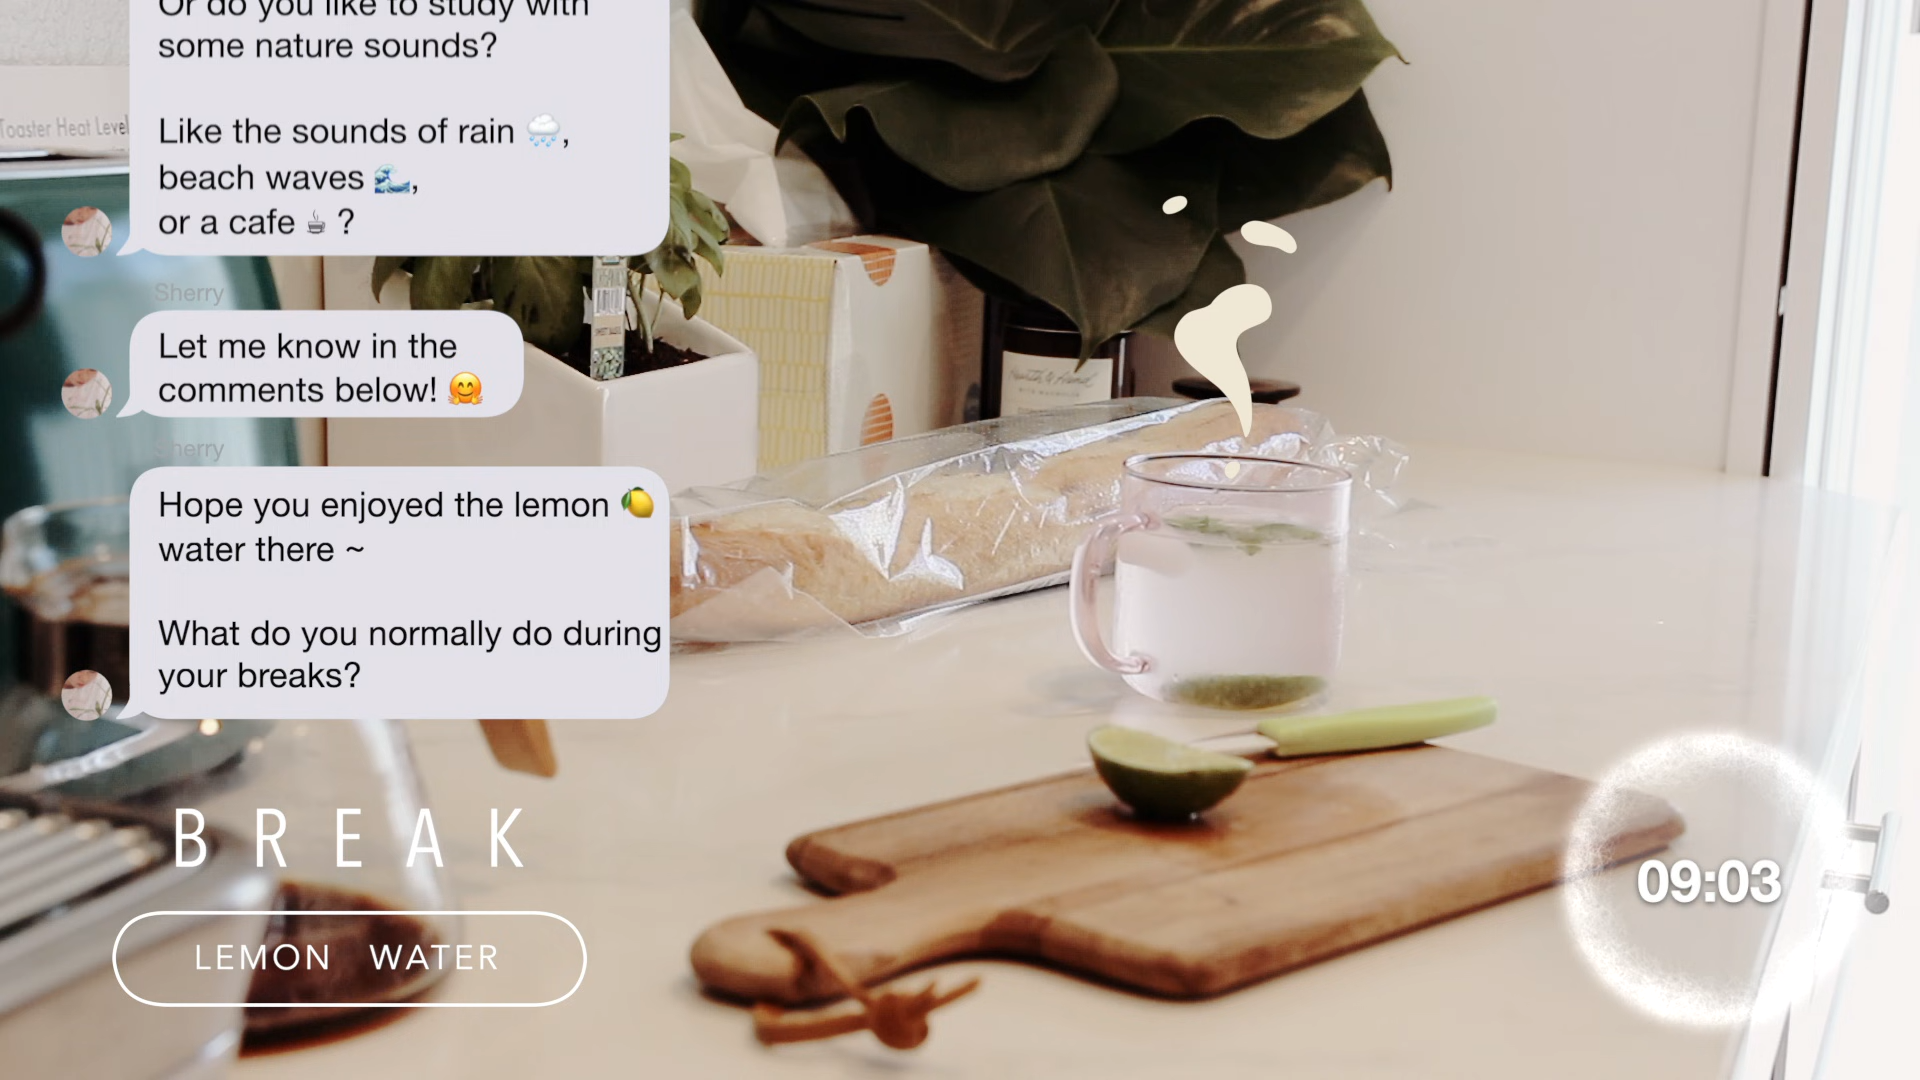 Or do you like to study with
some nature sounds?
Like the sounds of rain 🌧️,
beach waves 🌊,
or a cafe ☕ ?
Sherry
Let me know in the
comments below! 🤗
Sherry
Hope you enjoyed the lemon 🍋
water there ~
What do you normally do during
your breaks?
Toaster Heat Level
BREAK
LEMON WATER
09:03